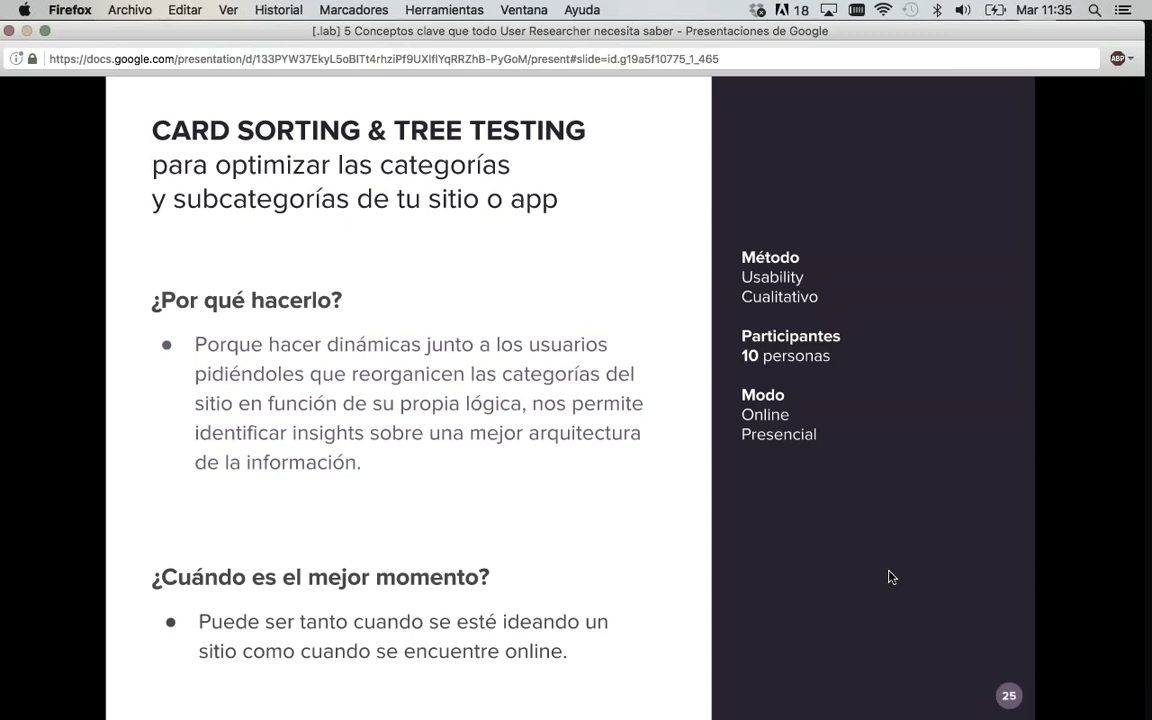 Firefox Archivo Editar Ver Historial Marcadores Herramientas Ventana Ayuda 18 Mar 11:35
[.lab] 5 Conceptos clave que todo User Researcher necesita saber - Presentaciones de Google
https://docs.google.com/presentation/d/133PYW37EkyL5oBITt4rhziPf9UXIflYqRRZhB-PyGoM/present#slide=id.g19a5f10775_1_465 ABP
CARD SORTING & TREE TESTING
para optimizar las categorías
y subcategorías de tu sitio o app
¿Por qué hacerlo?
● Porque hacer dinámicas junto a los usuarios
pidiéndoles que reorganicen las categorías del
sitio en función de su propia lógica, nos permite
identificar insights sobre una mejor arquitectura
de la información.
¿Cuándo es el mejor momento?
● Puede ser tanto cuando se esté ideando un
sitio como cuando se encuentre online.
Método
Usability
Cualitativo
Participantes
10 personas
Modo
Online
Presencial
25